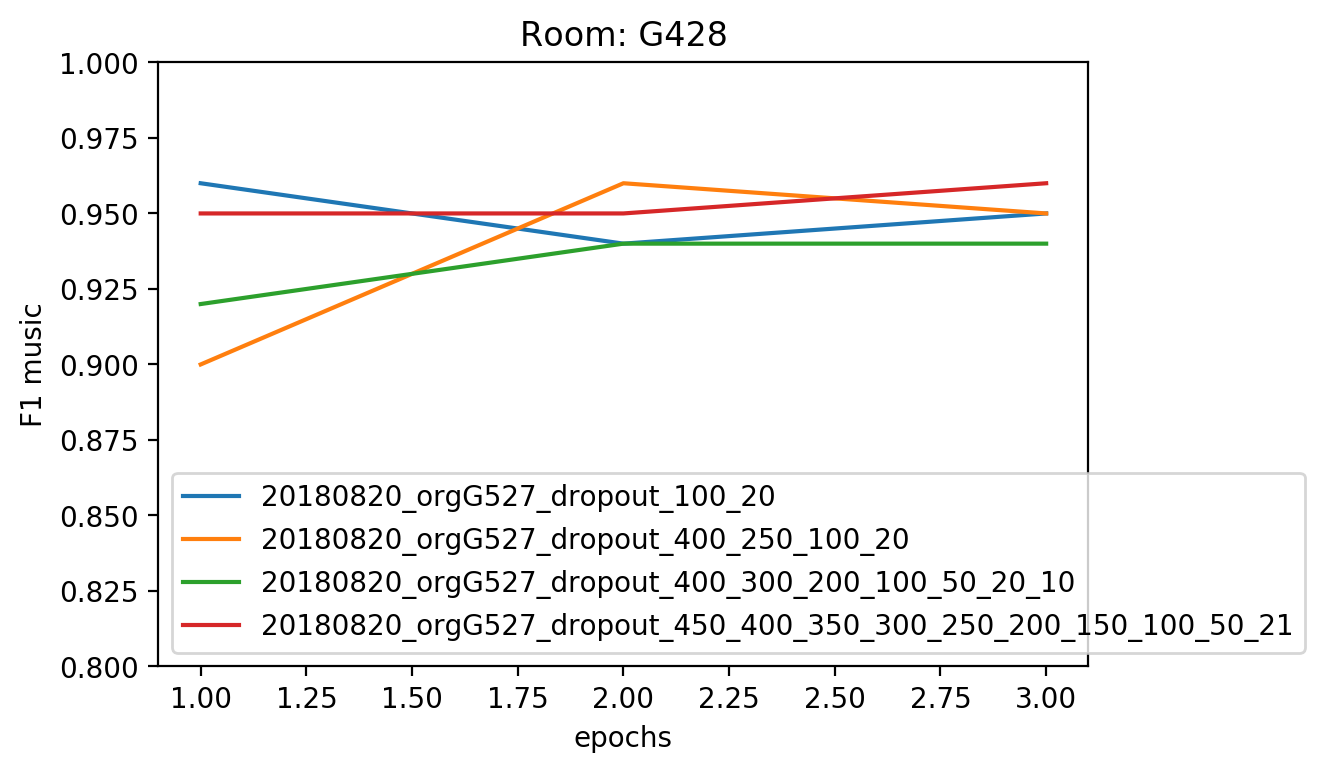 Room: G428
1.000
0.975
0.950
0.925
0.900
0.875
0.850
0.825
0.800
F1 music
20180820_orgG527_dropout_100_20
20180820_orgG527_dropout_400_250_100_20
20180820_orgG527_dropout_400_300_200_100_50_20_10
20180820_orgG527_dropout_450_400_350_300_250_200_150_100_50_21
1.00 1.25 1.50 1.75 2.00 2.25 2.50 2.75 3.00
epochs